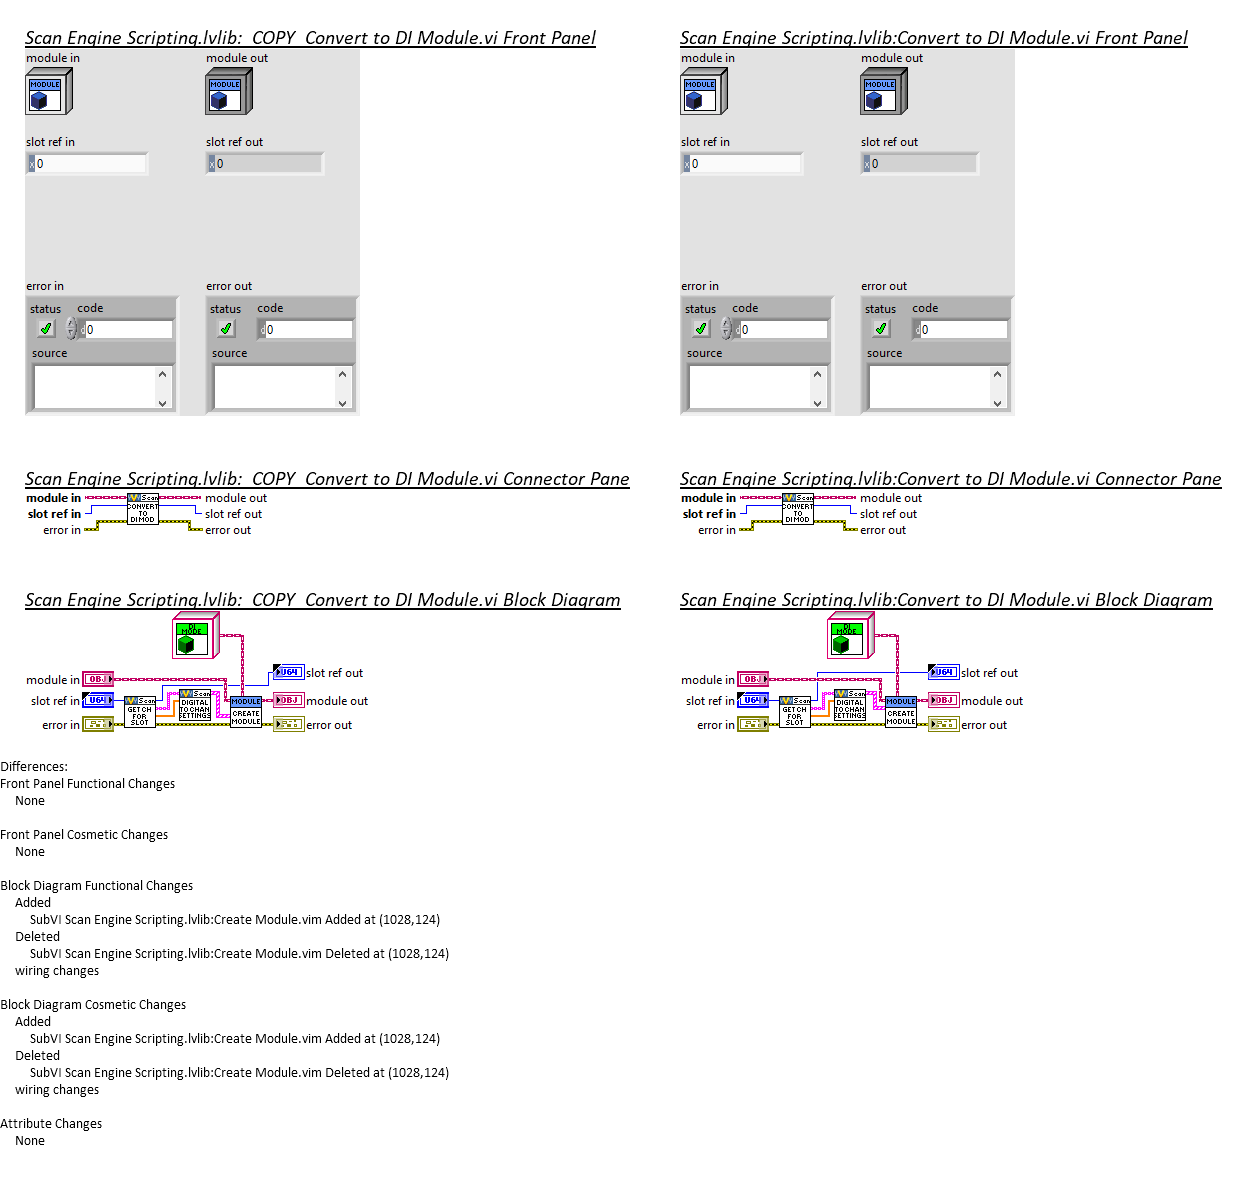 Scan Engine Scripting.lvlib:  COPY  Convert to DI Module.vi Front Panel
module in
module out
MODULE
MODULE
slot ref in
slot ref out
x 0
x 0
error in
error out
status
code
status
code
d 0
d 0
source
source
Scan Engine Scripting.lvlib:Convert to DI Module.vi Front Panel
module in
module out
MODULE
MODULE
slot ref in
slot ref out
x 0
x 0
error in
error out
status
code
status
code
d 0
d 0
source
source
Scan Engine Scripting.lvlib:  COPY  Convert to DI Module.vi Connector Pane
module in
Scan
module out
slot ref in
CONVERT
TO
DI MOD
slot ref out
error in
error out
Scan Engine Scripting.lvlib:Convert to DI Module.vi Connector Pane
module in
Scan
module out
slot ref in
CONVERT
TO
DI MOD
slot ref out
error in
error out
Scan Engine Scripting.lvlib:  COPY  Convert to DI Module.vi Block Diagram
DI
MODE
U64
slot ref out
module in
OBJ
slot ref in
U64
Scan
GET CH
FOR
SLOT
Scan
DIGITAL
TO CHAN
SETTINGS
MODULE
CREATE
MODULE
OBJ
module out
error in
error out
Scan Engine Scripting.lvlib:Convert to DI Module.vi Block Diagram
DI
MODE
U64
slot ref out
module in
OBJ
slot ref in
U64
Scan
GET CH
FOR
SLOT
Scan
DIGITAL
TO CHAN
SETTINGS
MODULE
CREATE
MODULE
OBJ
module out
error in
error out
Differences:
Front Panel Functional Changes
None
Front Panel Cosmetic Changes
None
Block Diagram Functional Changes
Added
SubVI Scan Engine Scripting.lvlib:Create Module.vim Added at (1028,124)
Deleted
SubVI Scan Engine Scripting.lvlib:Create Module.vim Deleted at (1028,124)
wiring changes
Block Diagram Cosmetic Changes
Added
SubVI Scan Engine Scripting.lvlib:Create Module.vim Added at (1028,124)
Deleted
SubVI Scan Engine Scripting.lvlib:Create Module.vim Deleted at (1028,124)
wiring changes
Attribute Changes
None